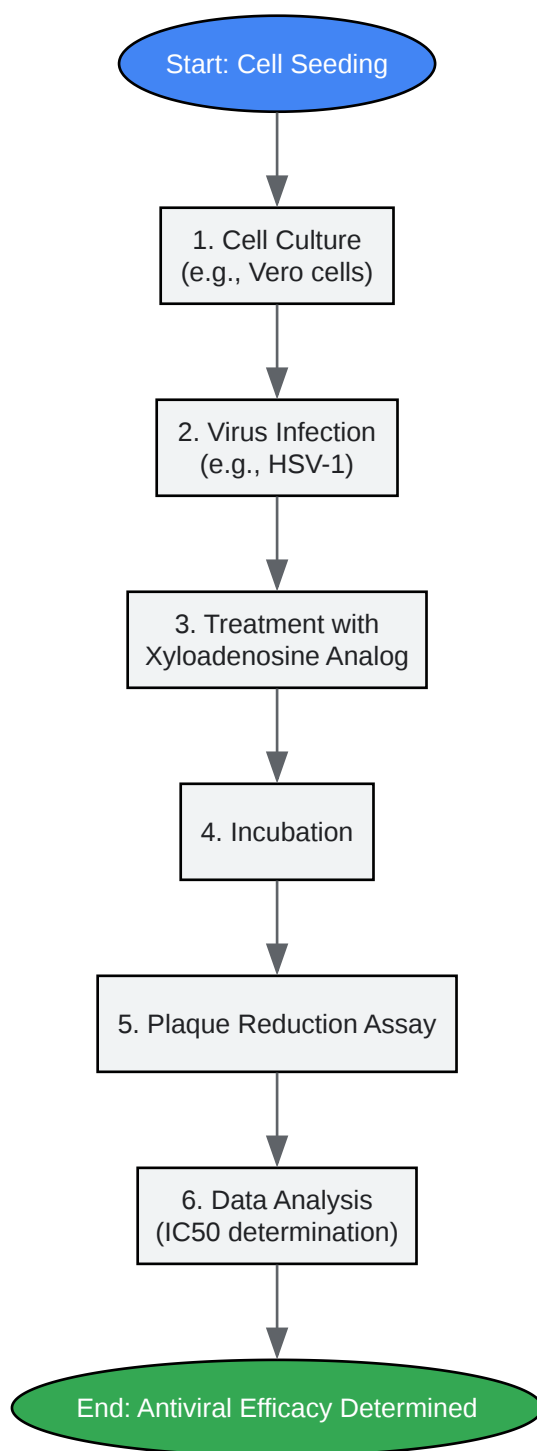 Start: Cell Seeding
1. Cell Culture
(e.g., Vero cells)
2. Virus Infection
(e.g., HSV-1)
3. Treatment with
Xyloadenosine Analog
4. Incubation
5. Plaque Reduction Assay
6. Data Analysis
(IC50 determination)
End: Antiviral Efficacy Determined